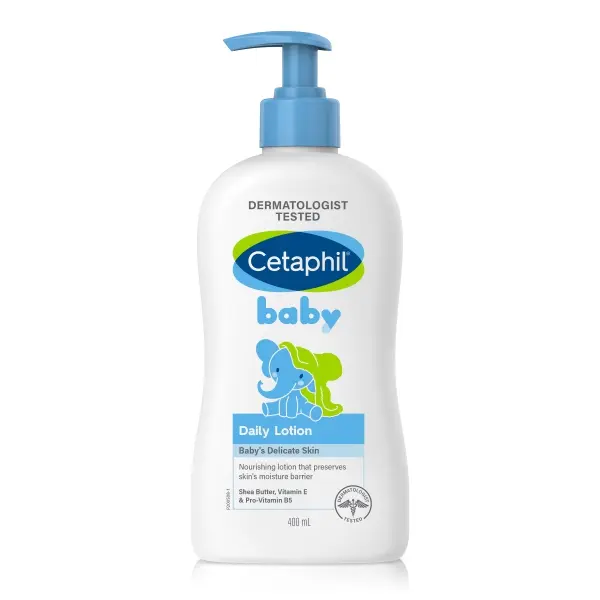 DERMATOLOGIST
TESTED
Cetaphil®
baby
Daily Lotion
Baby's Delicate Skin
Nourishing lotion that preserves
skin's moisture barrier
Shea Butter, Vitamin E
& Pro-Vitamin B5
DERMATOLOGIST
TESTED
400 mL